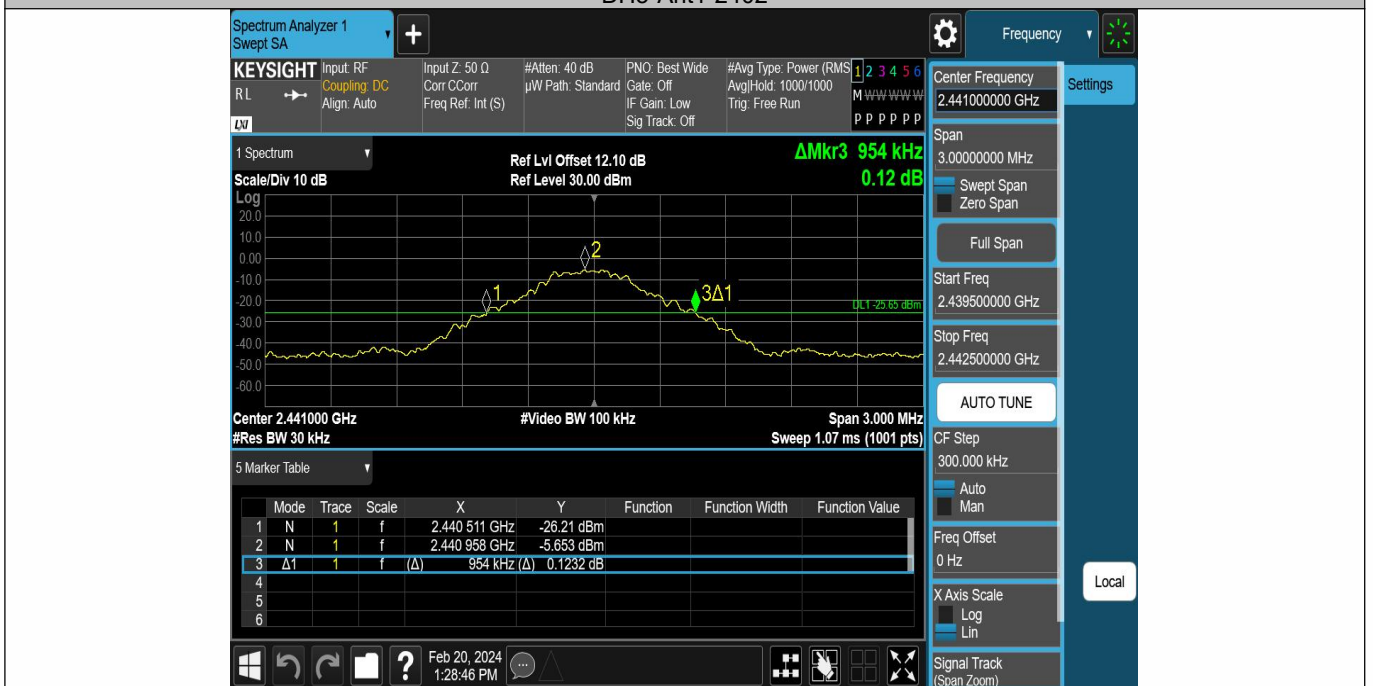 Spectrum Analyzer 1
Swept SA
Frequency
KEYSIGHT
R L
LXI
Input: RF
Coupling: DC
Align: Auto
Input Z: 50 Ω
Corr CCorr
Freq Ref: Int (S)
#Atten: 40 dB
µW Path: Standard
PNO: Best Wide
Gate: Off
IF Gain: Low
Sig Track: Off
#Avg Type: Power (RMS
Avg|Hold: 1000/1000
Trig: Free Run
1 2 3 4 5 6
M W W W W W
P P P P P P
1 Spectrum
Scale/Div 10 dB
Ref Lvl Offset 12.10 dB
Ref Level 30.00 dBm
ΔMkr3 954 kHz
0.12 dB
Log
20.0
10.0
0.00
-10.0
-20.0
-30.0
-40.0
-50.0
-60.0
1
2
3Δ1
DL1 -25.65 dBm
Center 2.441000 GHz
#Video BW 100 kHz
Span 3.000 MHz
#Res BW 30 kHz
Sweep 1.07 ms (1001 pts)
5 Marker Table
Mode Trace Scale X Y Function Function Width Function Value
1 N 1 f 2.440 511 GHz -26.21 dBm
2 N 1 f 2.440 958 GHz -5.653 dBm
3 Δ1 1 f (Δ) 954 kHz (Δ) 0.1232 dB
4
5
6
Feb 20, 2024
1:28:46 PM
Center Frequency
2.441000000 GHz
Settings
Span
3.00000000 MHz
Swept Span
Zero Span
Full Span
Start Freq
2.439500000 GHz
Stop Freq
2.442500000 GHz
AUTO TUNE
CF Step
300.000 kHz
Auto
Man
Freq Offset
0 Hz
X Axis Scale
Log
Lin
Local
Signal Track
(Span Zoom)